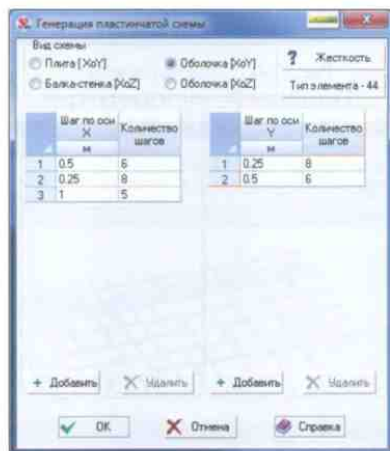 Генерация пластинчатой схемы
Вид схемы
Плита [XoY]
Оболочка [XoY]
? Жесткость
Балка-стенка [XoZ]
Оболочка [XoZ]
Тип элемента - 44
Шаг по оси X
Количество шагов
м
1 0.5 6
2 0.25 8
3 1 5
Шаг по оси Y
Количество шагов
м
1 0.25 8
2 0.5 6
+ Добавить
Удалить
+ Добавить
Удалить
OK
Отмена
Справка